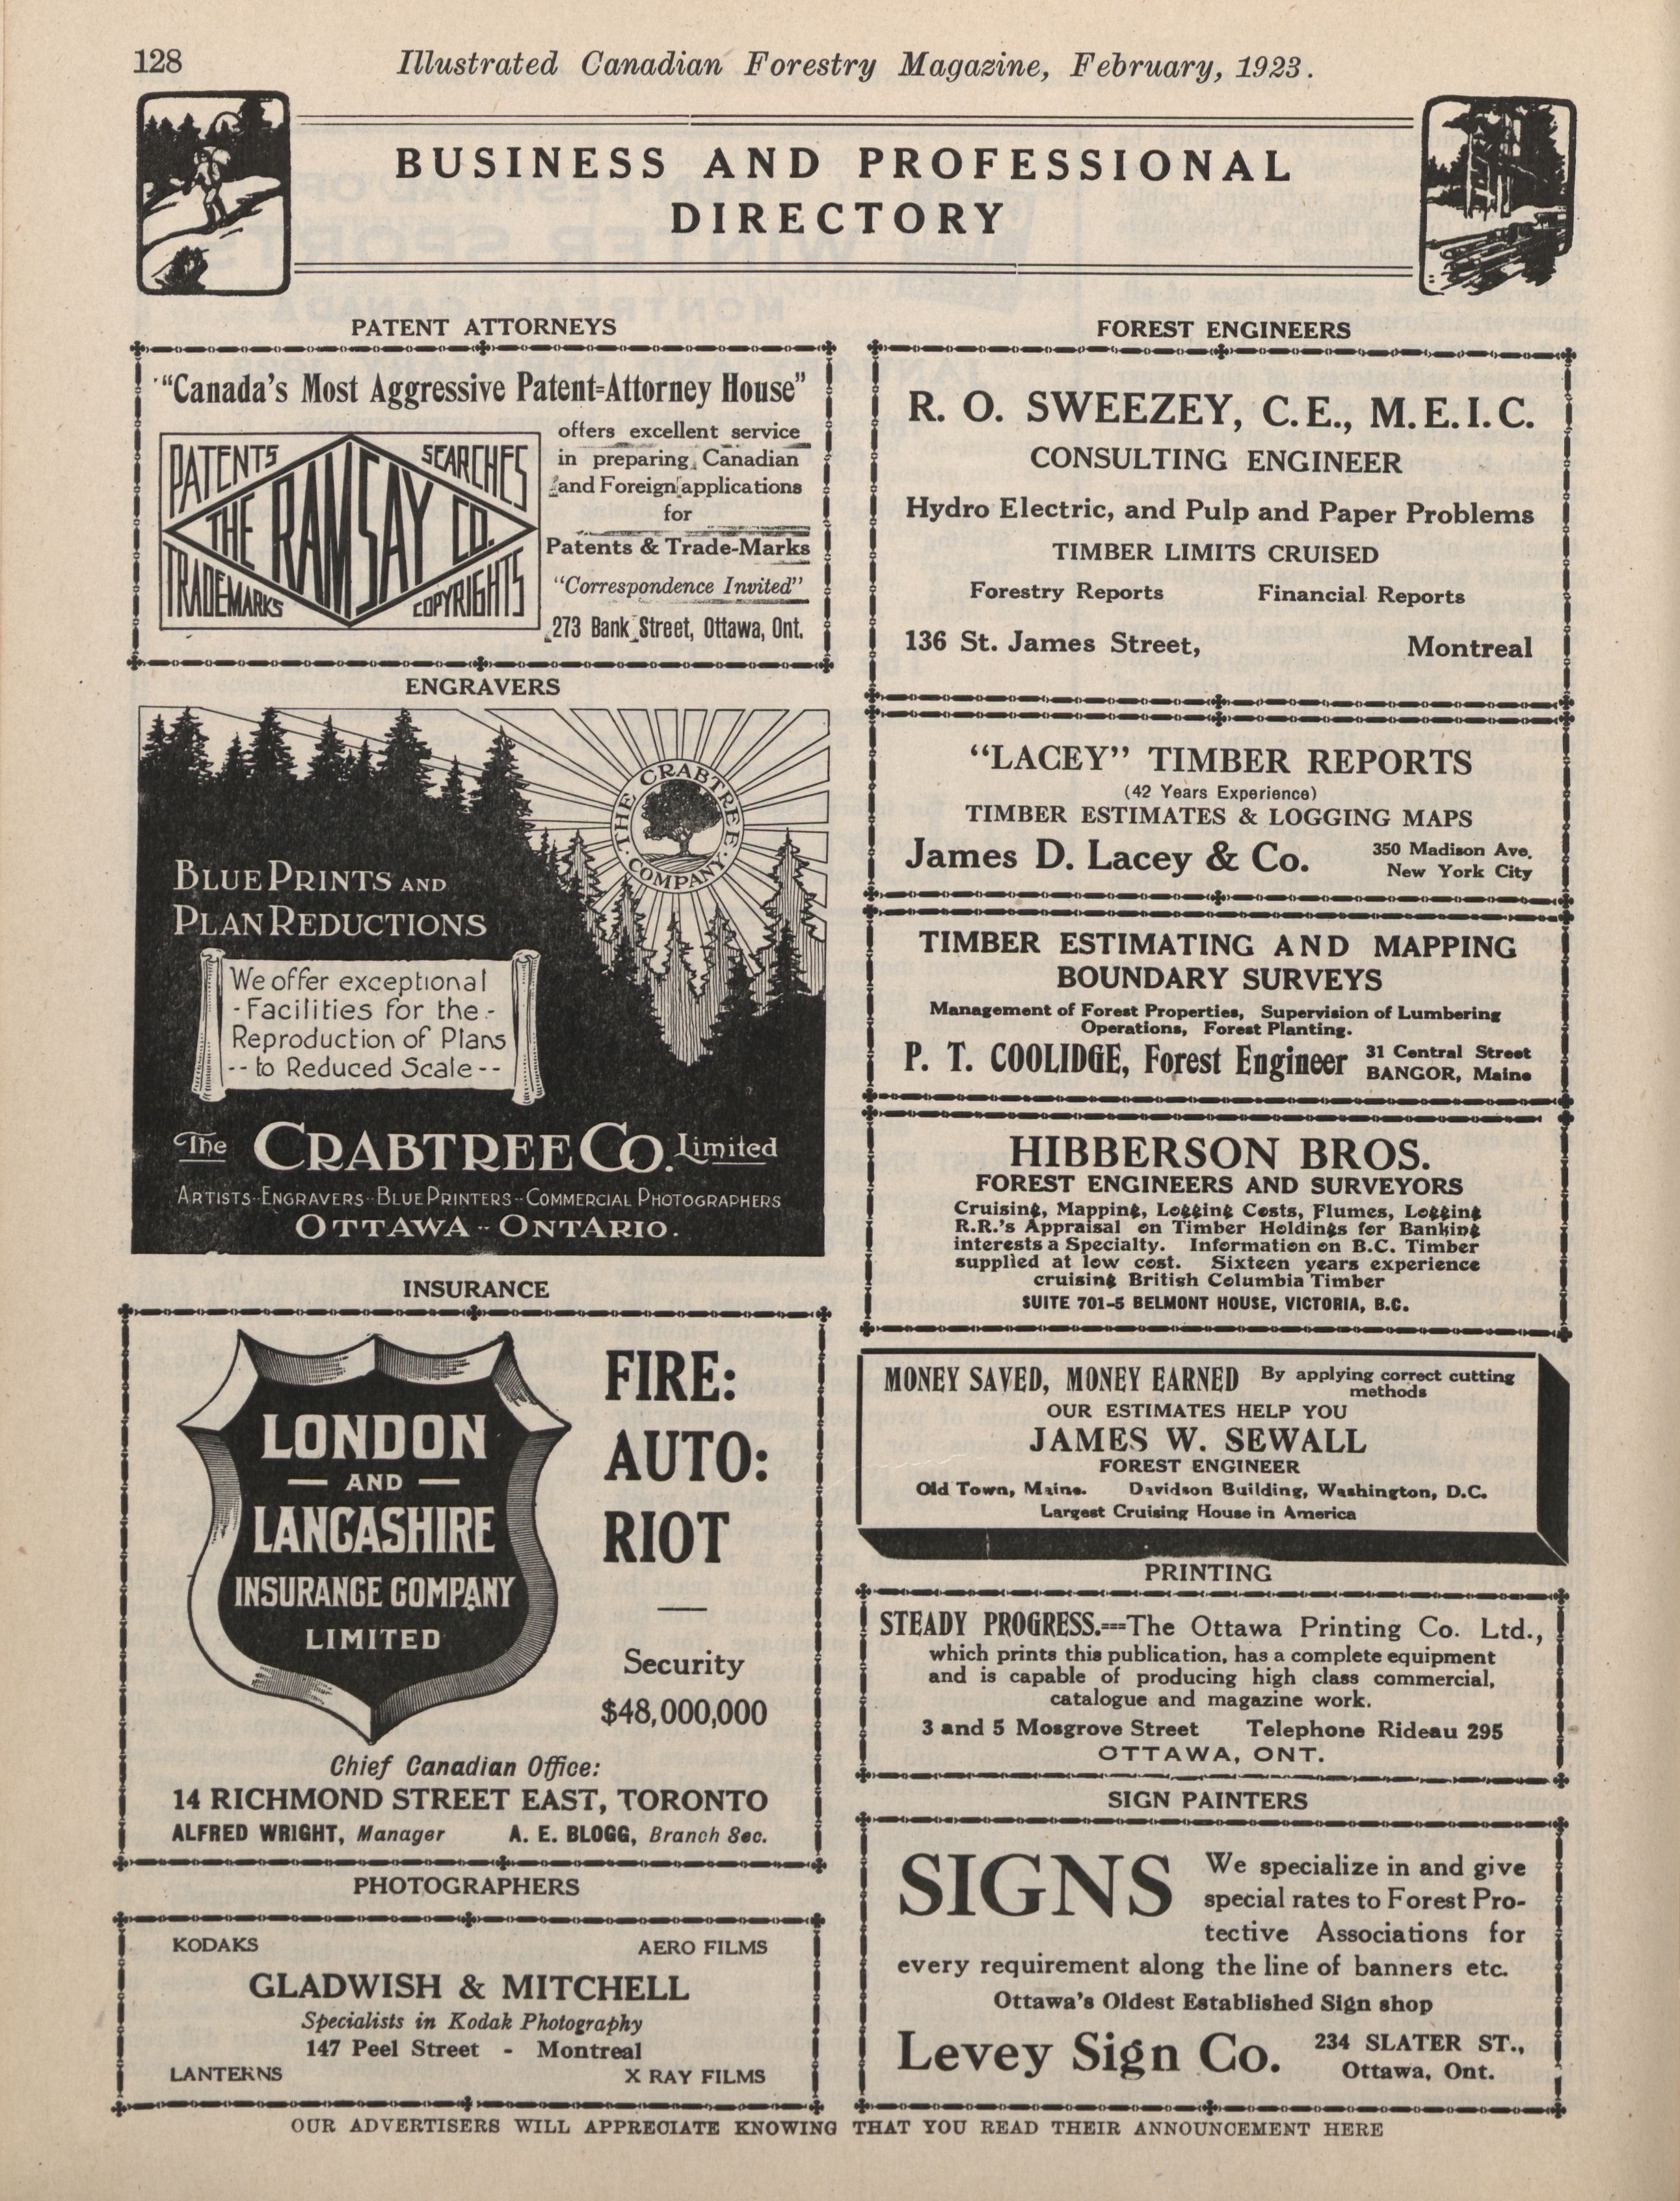 128
Illustrated Canadian Forestry Magazine, February, 1923.
BUSINESS AND PROFESSIONAL
DIRECTORY
PATENT ATTORNEYS
"Canada's Most Aggressive Patent-Attorney House"
PATENTS
SEARCHES
THE RAMSAY CO.
TRADEMARKS
COPYRIGHTS
offers excellent service
in preparing Canadian
and Foreign applications
for
Patents & Trade-Marks
"Correspondence Invited"
273 Bank Street, Ottawa, Ont.
ENGRAVERS
THE CRABTREE COMPANY
BLUE PRINTS AND
PLAN REDUCTIONS
We offer exceptional
- Facilities for the -
Reproduction of Plans
-- to Reduced Scale --
The CRABTREE CO. Limited
ARTISTS--ENGRAVERS--BLUE PRINTERS--COMMERCIAL PHOTOGRAPHERS
OTTAWA -- ONTARIO.
INSURANCE
LONDON
— AND —
LANCASHIRE
INSURANCE COMPANY
LIMITED
FIRE:
AUTO:
RIOT
Security
$48,000,000
Chief Canadian Office:
14 RICHMOND STREET EAST, TORONTO
ALFRED WRIGHT, Manager A. E. BLOGG, Branch Sec.
PHOTOGRAPHERS
KODAKS AERO FILMS
GLADWISH & MITCHELL
Specialists in Kodak Photography
147 Peel Street - Montreal
LANTERNS X RAY FILMS
FOREST ENGINEERS
R. O. SWEEZEY, C.E., M.E.I.C.
CONSULTING ENGINEER
Hydro Electric, and Pulp and Paper Problems
TIMBER LIMITS CRUISED
Forestry Reports Financial Reports
136 St. James Street, Montreal
"LACEY" TIMBER REPORTS
(42 Years Experience)
TIMBER ESTIMATES & LOGGING MAPS
James D. Lacey & Co. 350 Madison Ave.
New York City
TIMBER ESTIMATING AND MAPPING
BOUNDARY SURVEYS
Management of Forest Properties, Supervision of Lumbering
Operations, Forest Planting.
P. T. COOLIDGE, Forest Engineer 31 Central Street
BANGOR, Maine
HIBBERSON BROS.
FOREST ENGINEERS AND SURVEYORS
Cruising, Mapping, Logging Costs, Flumes, Logging
R.R.'s Appraisal on Timber Holdings for Banking
interests a Specialty. Information on B.C. Timber
supplied at low cost. Sixteen years experience
cruising British Columbia Timber
SUITE 701-5 BELMONT HOUSE, VICTORIA, B.C.
MONEY SAVED, MONEY EARNED By applying correct cutting
methods
OUR ESTIMATES HELP YOU
JAMES W. SEWALL
FOREST ENGINEER
Old Town, Maine. Davidson Building, Washington, D.C.
Largest Cruising House in America
PRINTING
STEADY PROGRESS.---The Ottawa Printing Co. Ltd.,
which prints this publication, has a complete equipment
and is capable of producing high class commercial,
catalogue and magazine work.
3 and 5 Mosgrove Street Telephone Rideau 295
OTTAWA, ONT.
SIGN PAINTERS
SIGNS We specialize in and give
special rates to Forest Pro-
tective Associations for
every requirement along the line of banners etc.
Ottawa's Oldest Established Sign shop
Levey Sign Co. 234 SLATER ST.,
Ottawa, Ont.
OUR ADVERTISERS WILL APPRECIATE KNOWING THAT YOU READ THEIR ANNOUNCEMENT HERE